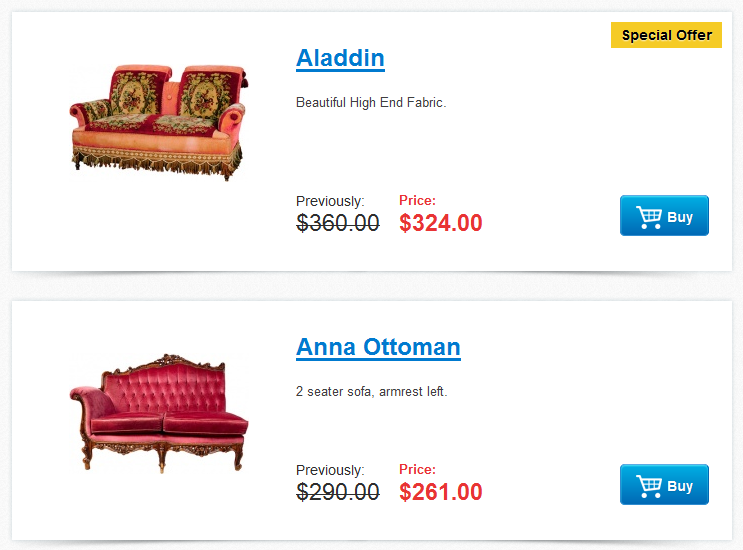 Special Offer
Aladdin
Beautiful High End Fabric.
Previously: Price:
$360.00 $324.00
Buy
Anna Ottoman
2 seater sofa, armrest left.
Previously: Price:
$290.00 $261.00
Buy